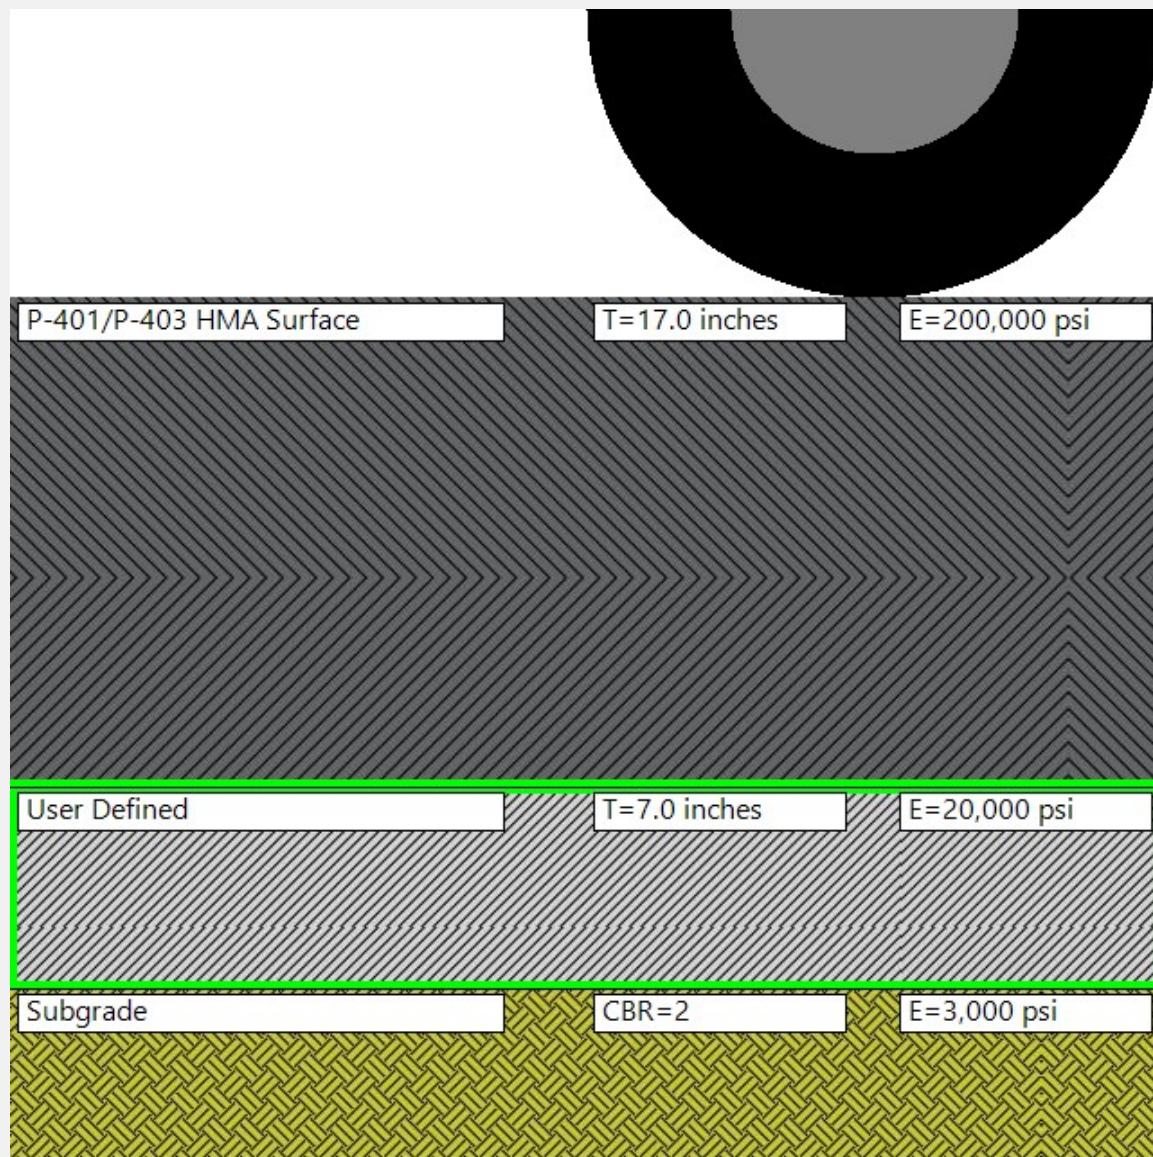 P-401/P-403 HMA Surface T=17.0 inches E=200,000 psi
User Defined T=7.0 inches E=20,000 psi
Subgrade CBR=2 E=3,000 psi